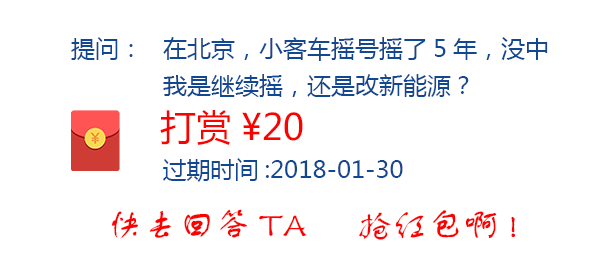 提问： 在北京，小客车摇号摇了5年，没中
我是继续摇，还是改新能源？
¥
打赏 ¥20
过期时间 :2018-01-30
快去回答TA 抢红包啊！